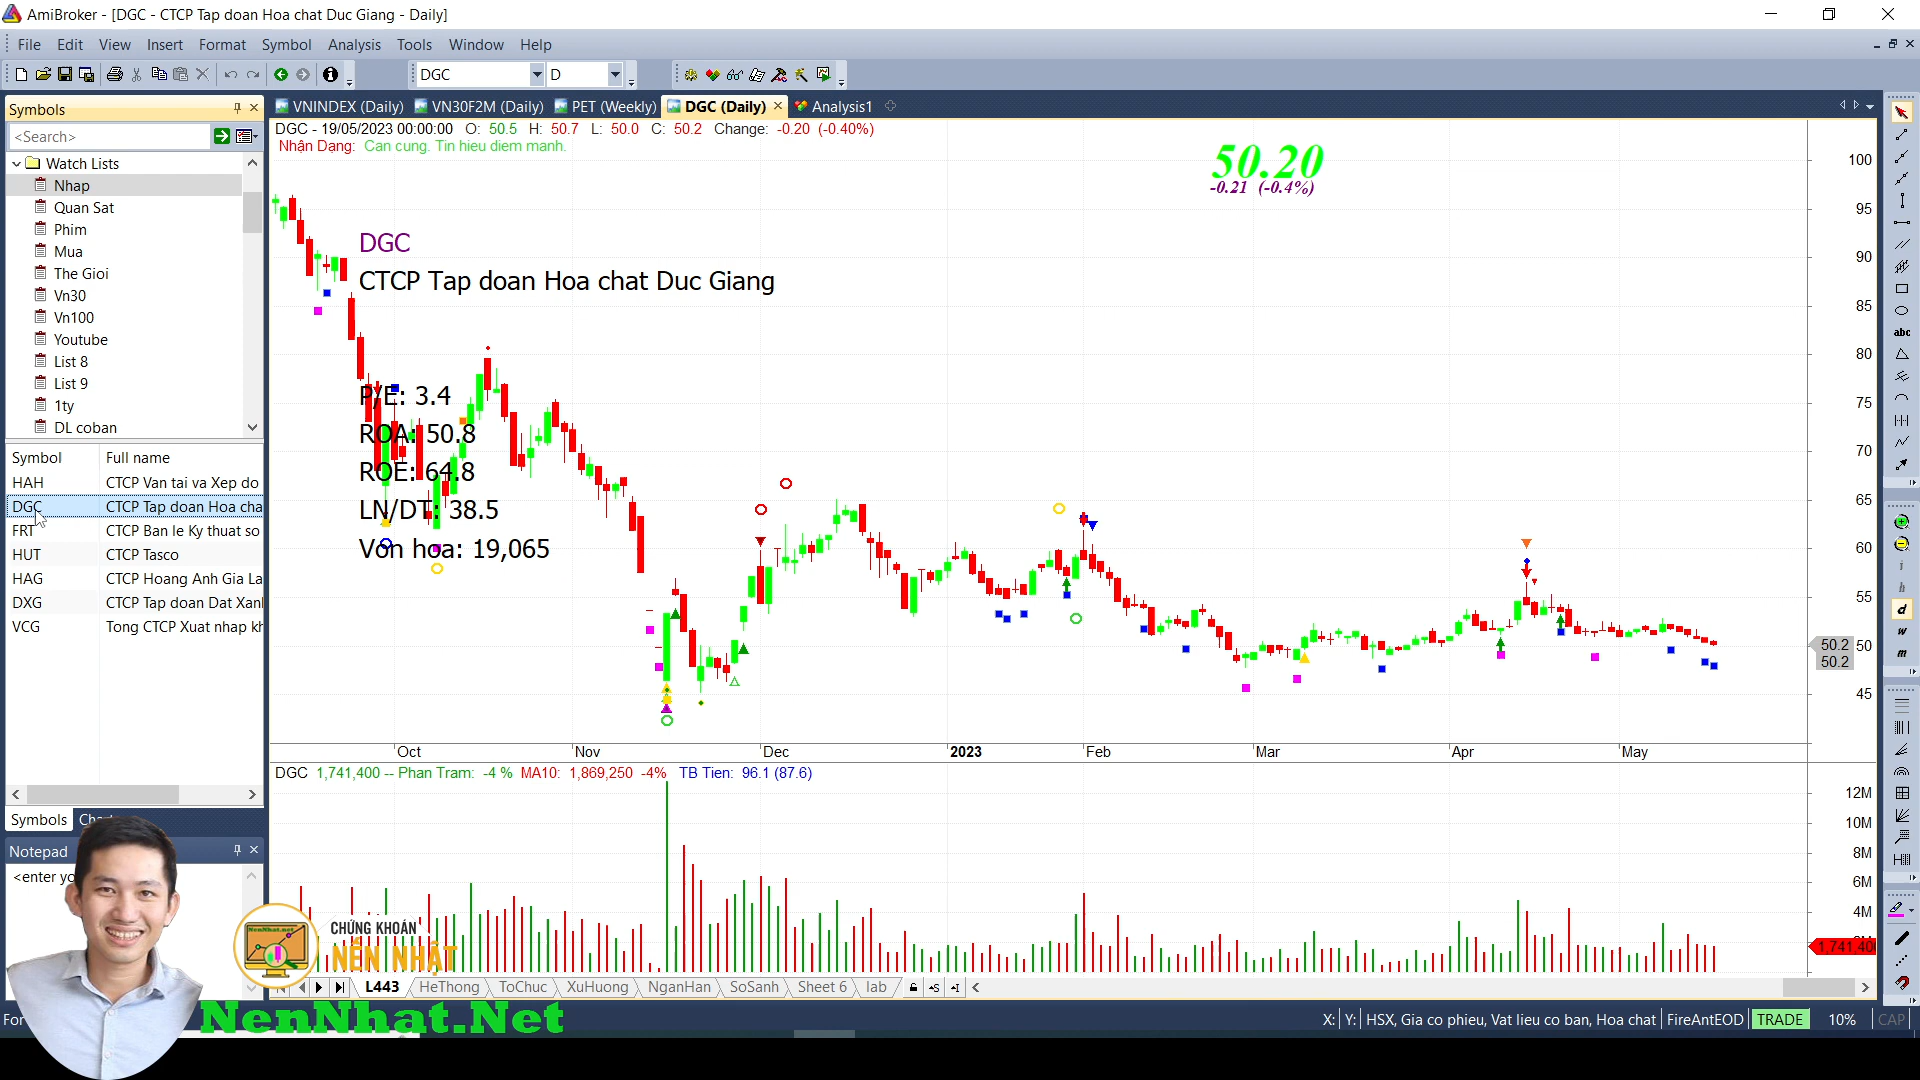 AmiBroker - [DGC - CTCP Tap doan Hoa chat Duc Giang - Daily]
File Edit View Insert Format Symbol Analysis Tools Window Help
DGC D
Symbols
<Search>
Watch Lists
Nhap
Quan Sat
Phim
Mua
The Gioi
Vn30
Vn100
Youtube
List 8
List 9
1ty
DL coban
Symbol Full name
HAH CTCP Van tai va Xep do
DGC CTCP Tap doan Hoa cha
FRT CTCP Ban le Ky thuat so
HUT CTCP Tasco
HAG CTCP Hoang Anh Gia La
DXG CTCP Tap doan Dat Xanh
VCG Tong CTCP Xuat nhap kh
Symbols
Notepad
<enter yo
VNINDEX (Daily) VN30F2M (Daily) PET (Weekly) DGC (Daily) Analysis1
DGC - 19/05/2023 00:00:00 O: 50.5 H: 50.7 L: 50.0 C: 50.2 Change: -0.20 (-0.40%)
Nhận Dạng: Can cung. Tin hieu diem manh.
50.20
-0.21 (-0.4%)
DGC
CTCP Tap doan Hoa chat Duc Giang
P/E: 3.4
ROA: 50.8
ROE: 64.8
LN/DT: 38.5
Von hoa: 19,065
100
95
90
85
80
75
70
65
60
55
50
45
50.2
50.2
Oct Nov Dec 2023 Feb Mar Apr May
DGC 1,741,400 -- Phan Tram: -4 % MA10: 1,869,250 -4% TB Tien: 96.1 (87.6)
12M
10M
8M
6M
4M
1,741,400
CHỨNG KHOÁN
NẾN NHẬT
NenNhat.net
L443 HeThong ToChuc XuHuong NganHan SoSanh Sheet 6 lab
NenNhat.Net
For
X: Y: HSX, Gia co phieu, Vat lieu co ban, Hoa chat FireAntEOD TRADE 10% CAP
abc
i
h
d
w
m